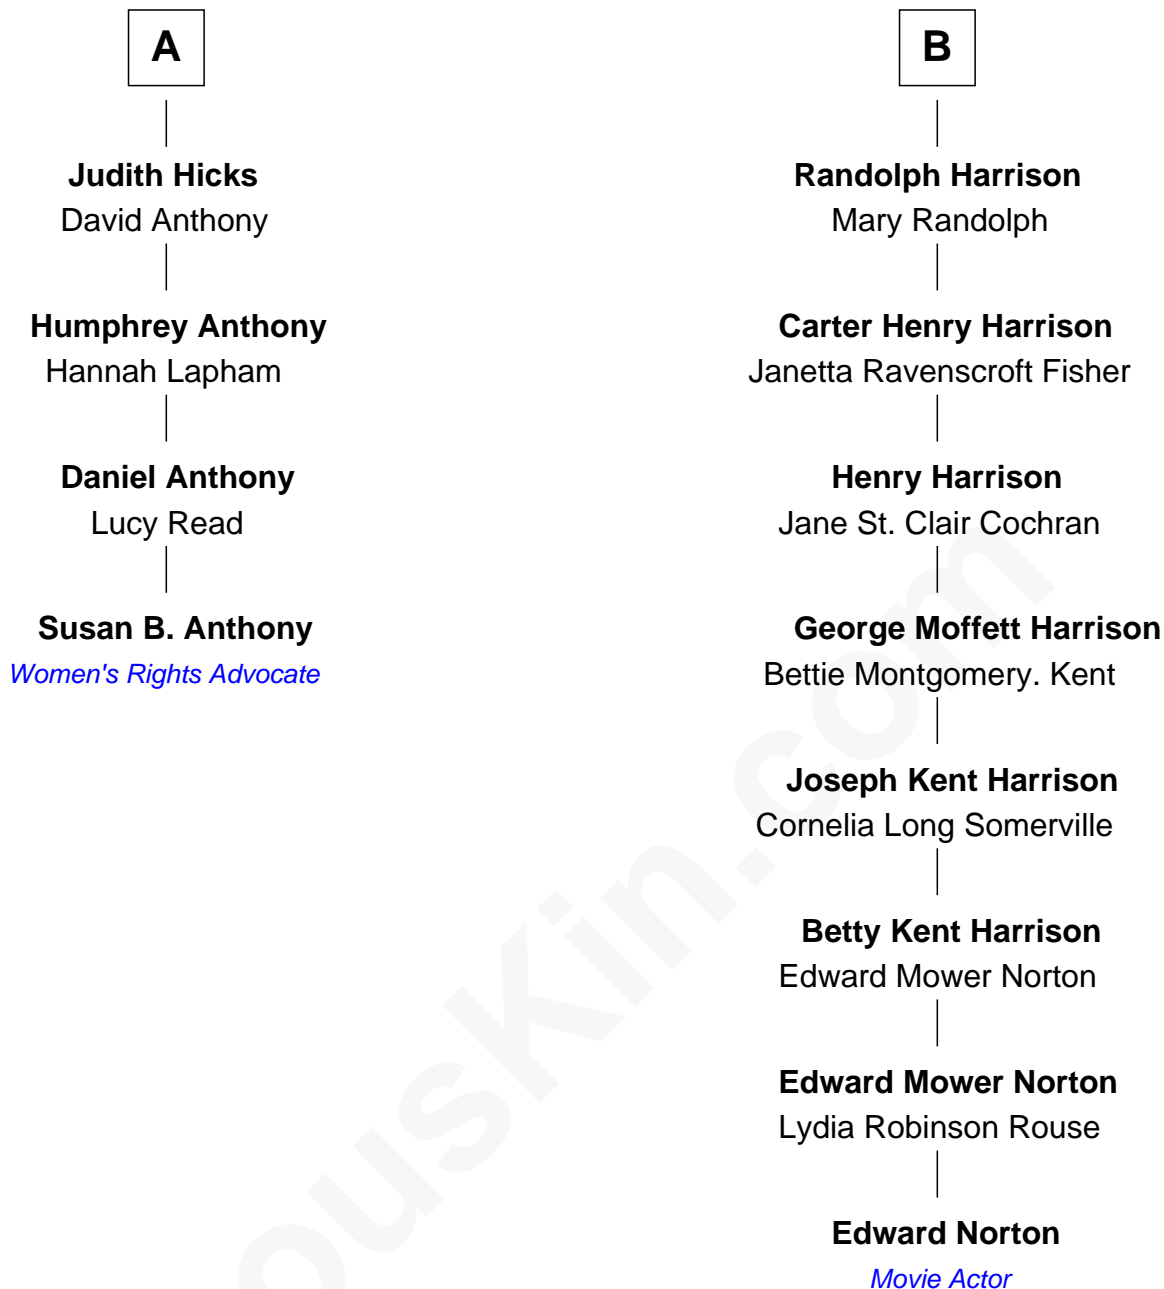 A
Judith Hicks
David Anthony
Humphrey Anthony
Hannah Lapham
Daniel Anthony
Lucy Read
Susan B. Anthony
Women's Rights Advocate
B
Randolph Harrison
Mary Randolph
Carter Henry Harrison
Janetta Ravenscroft Fisher
Henry Harrison
Jane St. Clair Cochran
George Moffett Harrison
Bettie Montgomery. Kent
Joseph Kent Harrison
Cornelia Long Somerville
Betty Kent Harrison
Edward Mower Norton
Edward Mower Norton
Lydia Robinson Rouse
Edward Norton
Movie Actor
ousKin.com